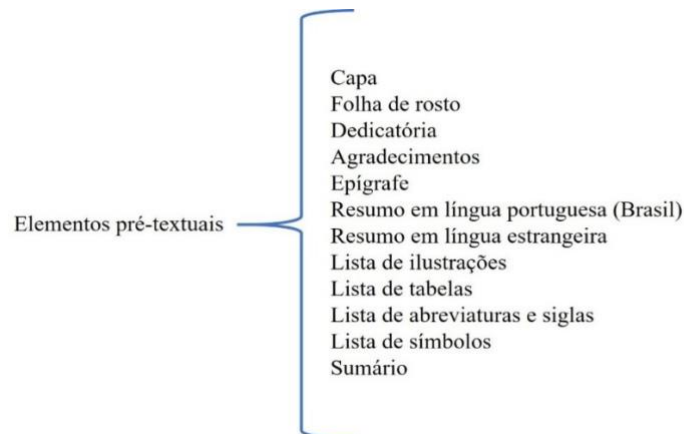 Elementos pré-textuais
Capa
Folha de rosto
Dedicatória
Agradecimentos
Epígrafe
Resumo em língua portuguesa (Brasil)
Resumo em língua estrangeira
Lista de ilustrações
Lista de tabelas
Lista de abreviaturas e siglas
Lista de símbolos
Sumário